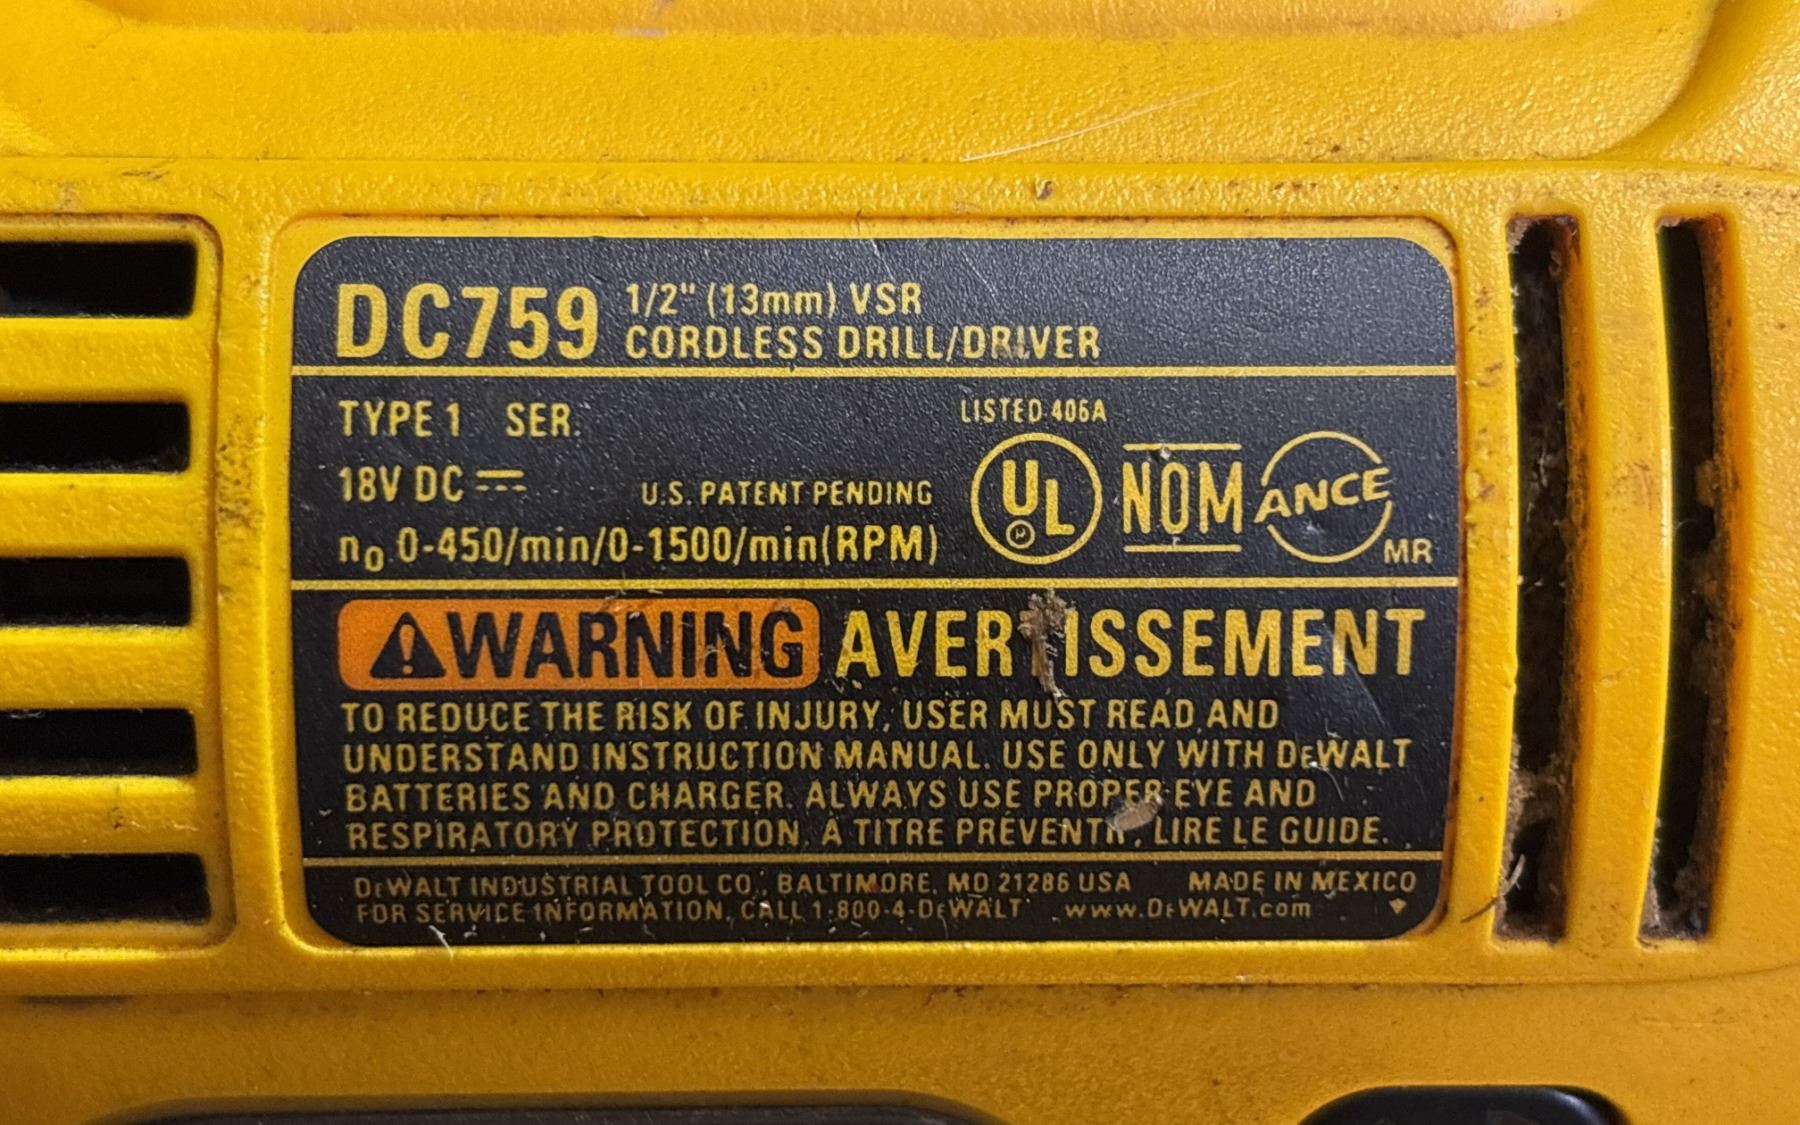 DC759 1/2" (13mm) VSR
CORDLESS DRILL/DRIVER
TYPE 1 SER.
LISTED 406A
18V DC
U.S. PATENT PENDING
n0 0-450/min/0-1500/min(RPM)
UL
NOM
ANCE
MR
WARNING AVERTISSEMENT
TO REDUCE THE RISK OF INJURY, USER MUST READ AND
UNDERSTAND INSTRUCTION MANUAL. USE ONLY WITH DEWALT
BATTERIES AND CHARGER. ALWAYS USE PROPER EYE AND
RESPIRATORY PROTECTION. A TITRE PRÉVENTIF, LIRE LE GUIDE.
DEWALT INDUSTRIAL TOOL CO., BALTIMORE, MD 21286 USA MADE IN MEXICO
FOR SERVICE INFORMATION, CALL 1-800-4-DEWALT www.DEWALT.com